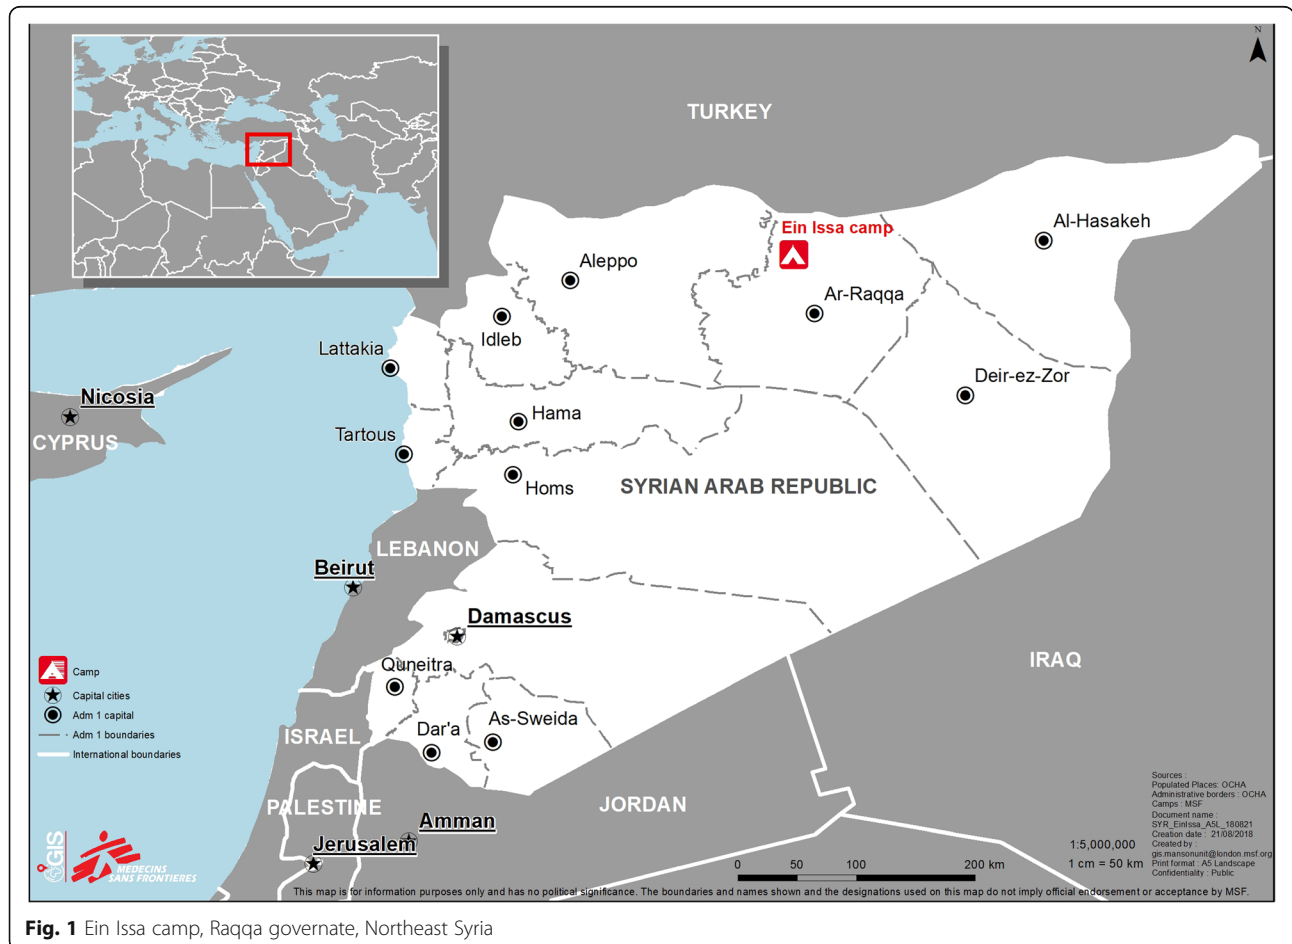 N
TURKEY
Ein Issa camp
Al-Hasakeh
Aleppo
Ar-Raqqa
Idleb
Lattakia
Deir-ez-Zor
Nicosia
Hama
CYPRUS
Tartous
Homs
SYRIAN ARAB REPUBLIC
LEBANON
Beirut
Damascus
IRAQ
Quneitra
Camp
Capital cities
Adm 1 capital
Adm 1 boundaries
International boundaries
As-Sweida
Dar'a
ISRAEL
PALESTINE
JORDAN
Amman
Jerusalem
GIS
MEDECINS
SANS FRONTIERES
0 50 100 200 km
1:5,000,000
1 cm = 50 km
Sources :
Populated Places: OCHA
Administrative borders : OCHA
Camps : MSF
Document name :
SYR_EinIssa_A5L_180821
Creation date : 21/08/2018
Created by :
gis.mansonunit@london.msf.org
Print format : A5 Landscape
Confidentiality : Public
This map is for information purposes only and has no political significance. The boundaries and names shown and the designations used on this map do not imply official endorsement or acceptance by MSF.
Fig. 1 Ein Issa camp, Raqqa governate, Northeast Syria